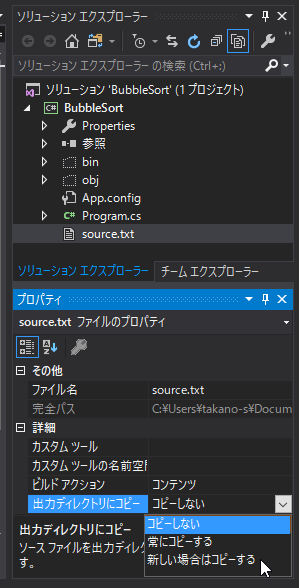 ソリューション エクスプローラー
ソリューション エクスプローラー の検索 (Ctrl+:)
ソリューション 'BubbleSort' (1 プロジェクト)
C# BubbleSort
Properties
参照
bin
obj
App.config
C# Program.cs
source.txt
ソリューション エクスプローラー チーム エクスプローラー
プロパティ
source.txt ファイルのプロパティ
その他
ファイル名 source.txt
完全パス C:¥Users¥takano-s¥Docum
詳細
カスタム ツール
カスタム ツールの名前空
ビルド アクション コンテンツ
出力ディレクトリにコピー コピーしない
コピーしない
常にコピーする
新しい場合はコピーする
出力ディレクトリにコピー
ソース ファイルを出力ディレク
す。